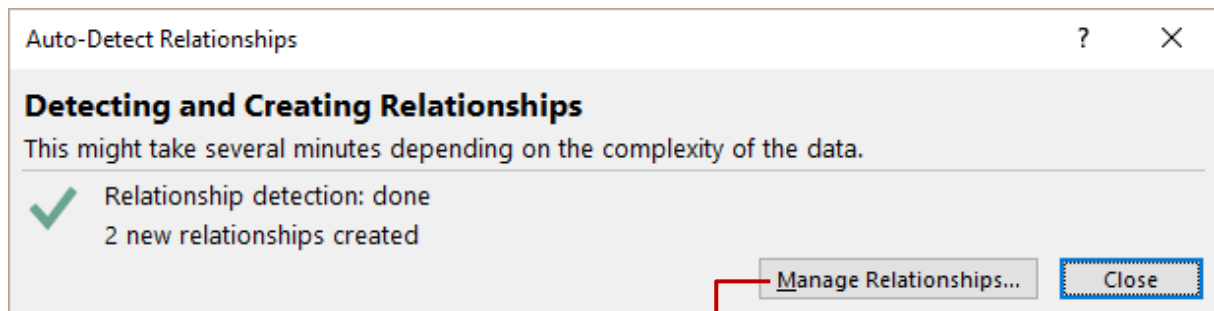 Auto-Detect Relationships ?
Detecting and Creating Relationships
This might take several minutes depending on the complexity of the data.
Relationship detection: done
2 new relationships created
Manage Relationships... Close